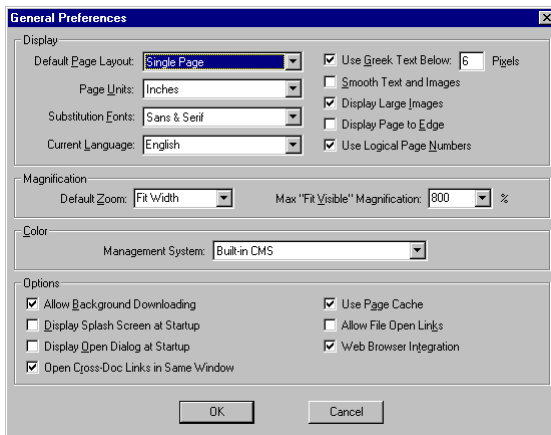 General Preferences
Display
Default Page Layout: Single Page
Page Units: Inches
Substitution Fonts: Sans & Serif
Current Language: English
Use Greek Text Below: 6 Pixels
Smooth Text and Images
Display Large Images
Display Page to Edge
Use Logical Page Numbers
Magnification
Default Zoom: Fit Width
Max "Fit Visible" Magnification: 800 %
Color
Management System: Built-in CMS
Options
Allow Background Downloading
Display Splash Screen at Startup
Display Open Dialog at Startup
Open Cross-Doc Links in Same Window
Use Page Cache
Allow File Open Links
Web Browser Integration
OK
Cancel